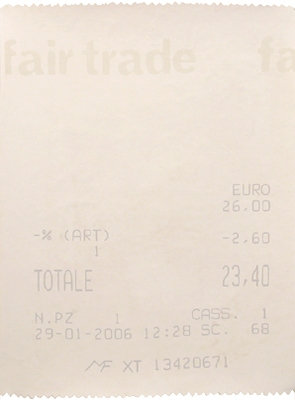 fair trade fa
EURO
26.00
-% (ART) -2,60
1
TOTALE 23,40
N.PZ 1 CASS. 1
29-01-2006 12:28 SC. 68
MF XT 13420671